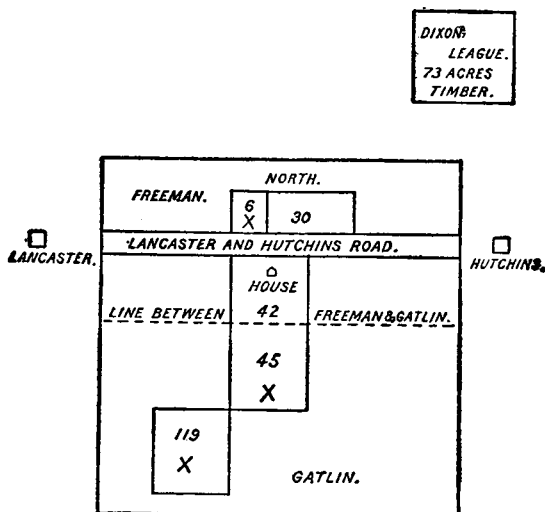 DIXON
LEAGUE.
73 ACRES
TIMBER.
NORTH.
FREEMAN.
6
X
30
LANCASTER AND HUTCHINS ROAD.
LANCASTER.
HUTCHINS.
HOUSE
LINE BETWEEN 42 FREEMAN & GATLIN.
45
X
119
X
GATLIN.